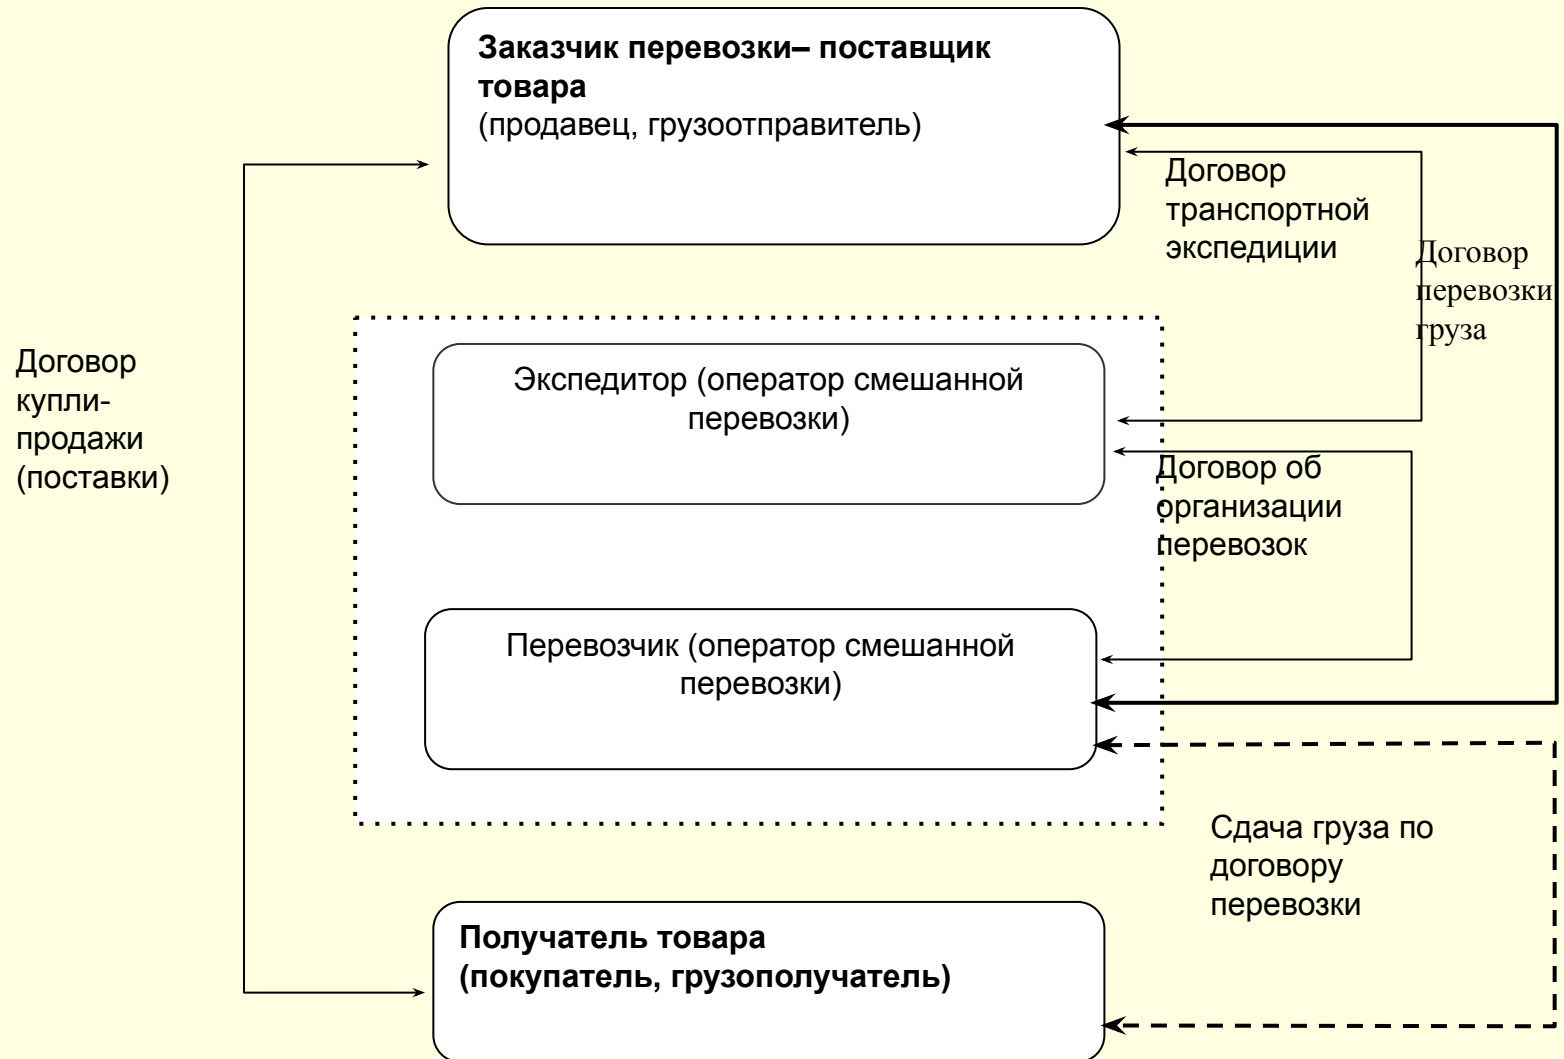 Заказчик перевозки– поставщик
товара
(продавец, грузоотправитель)
Договор
транспортной
экспедиции
Договор
перевозки
груза
Договор
купли-
продажи
(поставки)
Экспедитор (оператор смешанной
перевозки)
Договор об
организации
перевозок
Перевозчик (оператор смешанной
перевозки)
Сдача груза по
договору
перевозки
Получатель товара
(покупатель, грузополучатель)